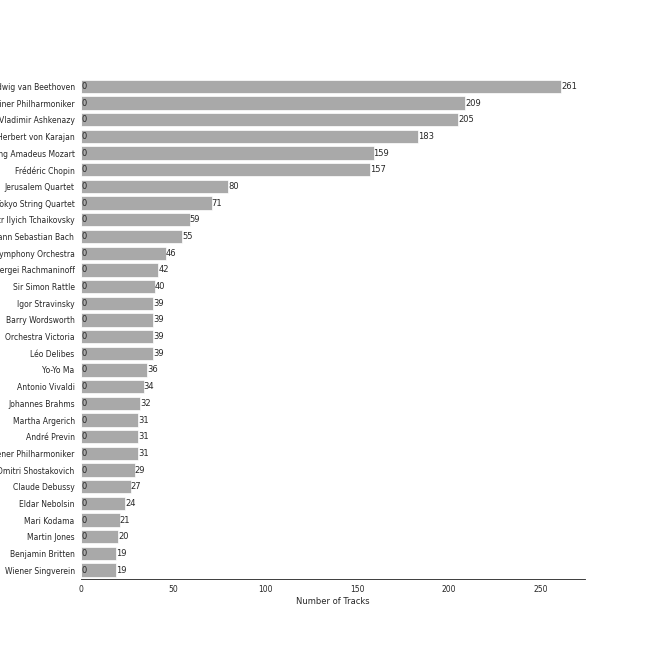 dwig van Beethoven 0 261
iner Philharmoniker 0 209
Vladimir Ashkenazy 0 205
Herbert von Karajan 0 183
ng Amadeus Mozart 0 159
Frédéric Chopin 0 157
Jerusalem Quartet 0 80
okyo String Quartet 0 71
tr Ilyich Tchaikovsky 0 59
ann Sebastian Bach 0 55
ymphony Orchestra 0 46
ergei Rachmaninoff 0 42
Sir Simon Rattle 0 40
Igor Stravinsky 0 39
Barry Wordsworth 0 39
Orchestra Victoria 0 39
Léo Delibes 0 39
Yo-Yo Ma 0 36
Antonio Vivaldi 0 34
Johannes Brahms 0 32
Martha Argerich 0 31
André Previn 0 31
ener Philharmoniker 0 31
Dmitri Shostakovich 0 29
Claude Debussy 0 27
Eldar Nebolsin 0 24
Mari Kodama 0 21
Martin Jones 0 20
Benjamin Britten 0 19
Wiener Singverein 0 19
0 50 100 150 200 250
Number of Tracks